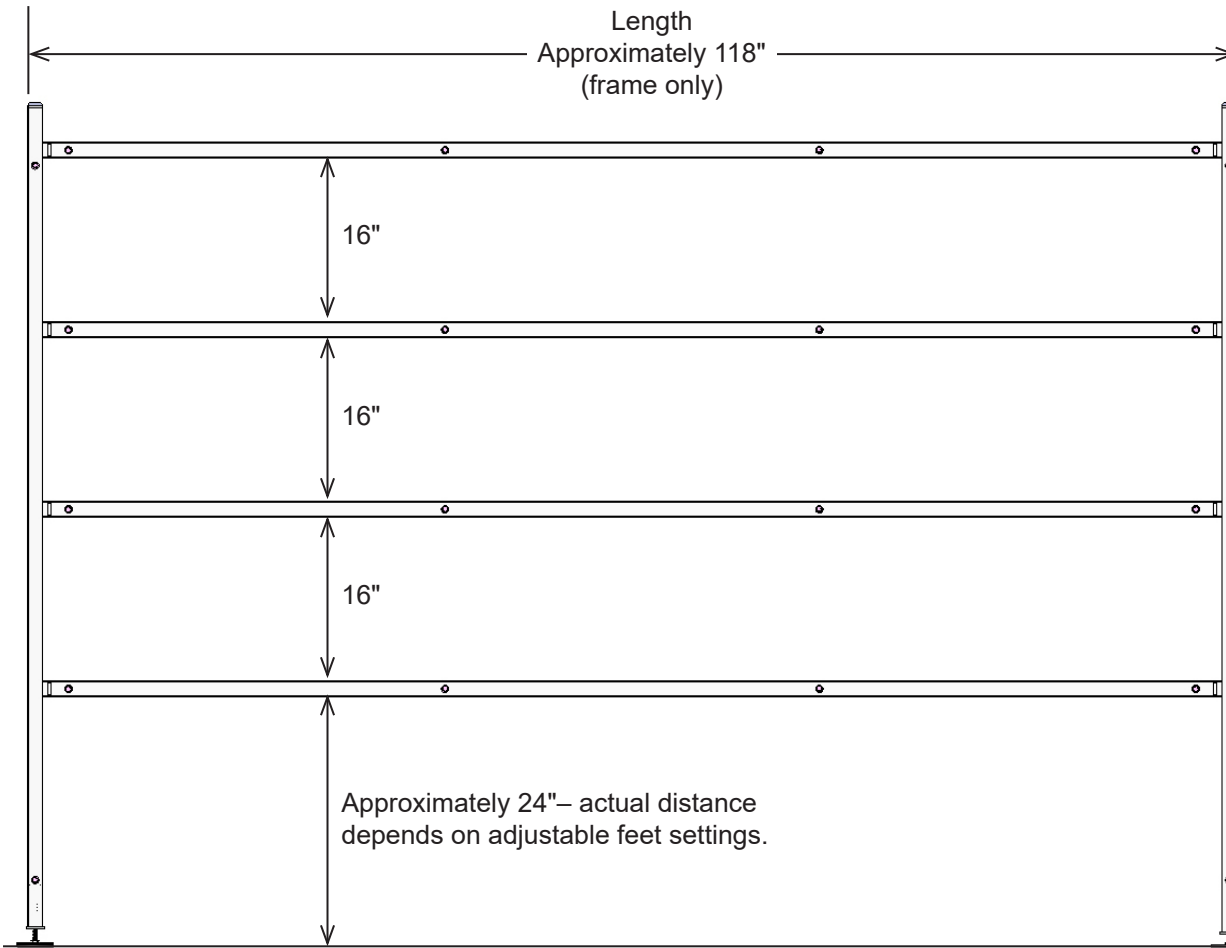 Length
Approximately 118"
(frame only)
16"
16"
16"
Approximately 24"– actual distance
depends on adjustable feet settings.